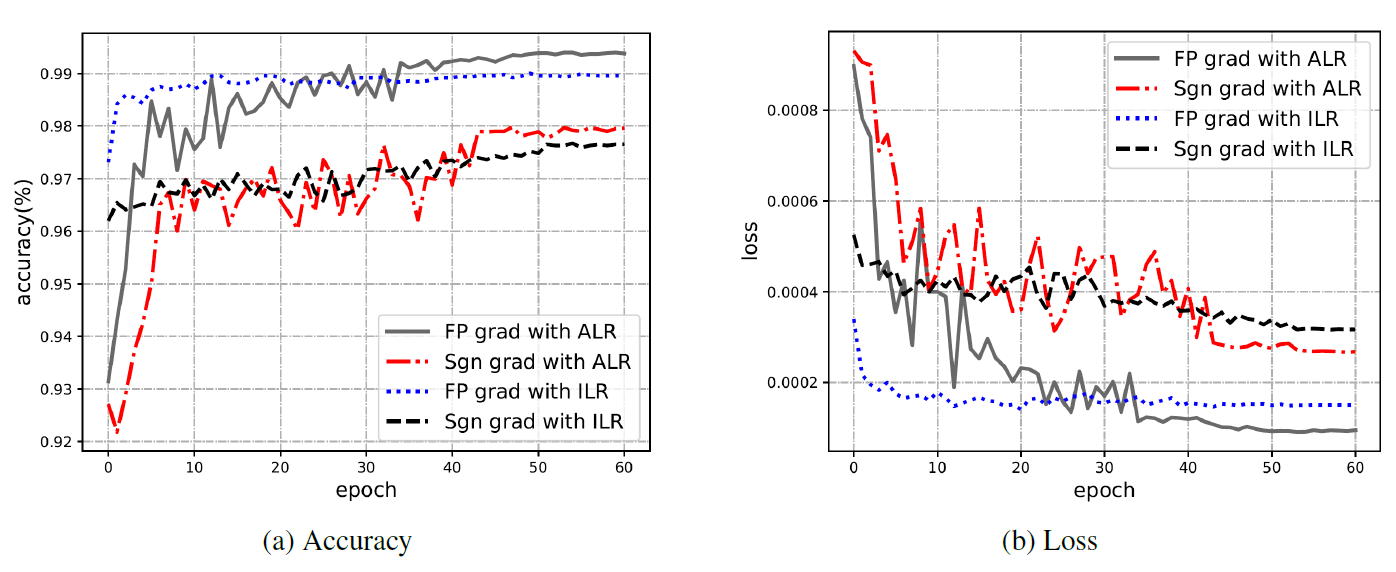 accuracy(%)
0.99
0.98
0.97
0.96
0.95
0.94
0.93
0.92
FP grad with ALR
Sgn grad with ALR
FP grad with ILR
Sgn grad with ILR
0 10 20 30 40 50 60
epoch
(a) Accuracy
loss
0.0008
0.0006
0.0004
0.0002
FP grad with ALR
Sgn grad with ALR
FP grad with ILR
Sgn grad with ILR
0 10 20 30 40 50 60
epoch
(b) Loss